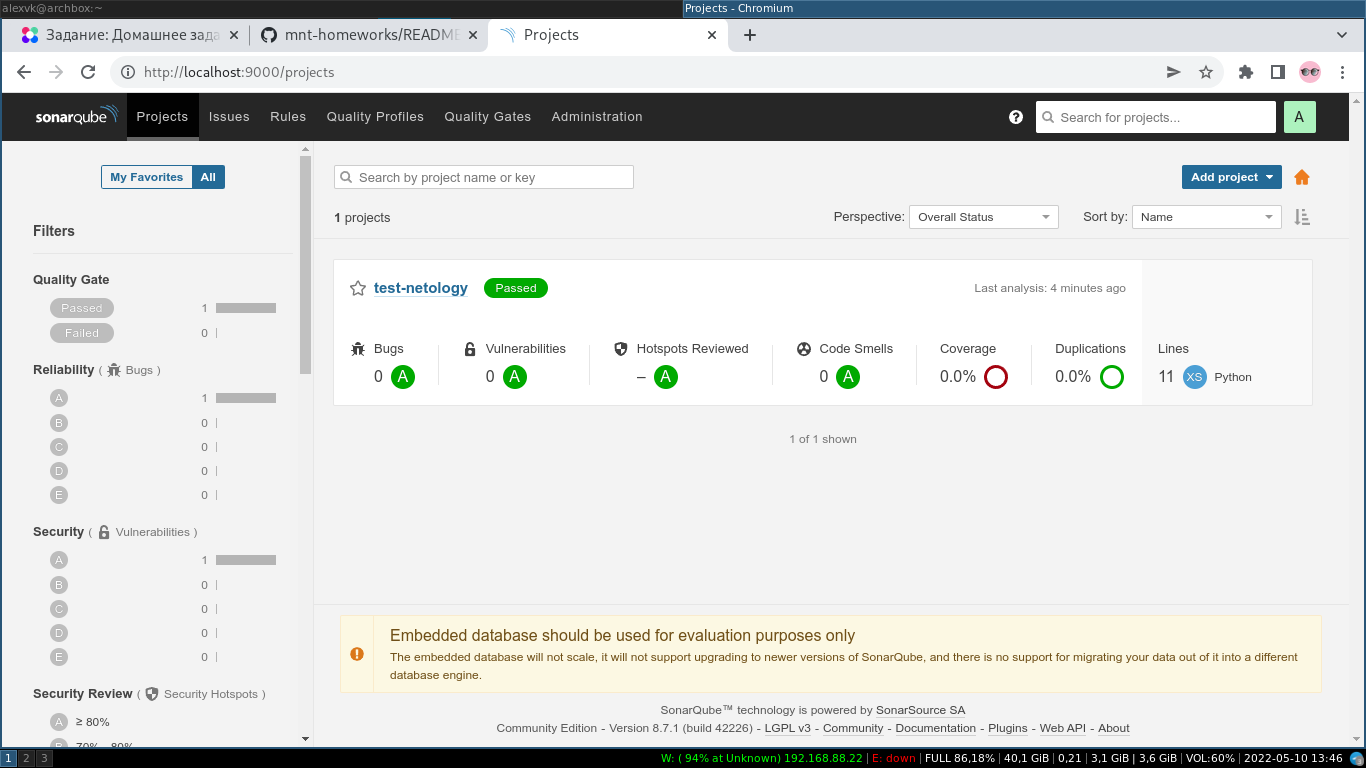 alexvk@archbox:~
Projects - Chromium
Задание: Домашнее зада
mnt-homeworks/README
Projects
http://localhost:9000/projects
sonarqube
Projects
Issues
Rules
Quality Profiles
Quality Gates
Administration
Search for projects...
A
My Favorites
All
Filters
Quality Gate
Passed 1
Failed 0
Reliability ( Bugs )
A 1
B 0
C 0
D 0
E 0
Security ( Vulnerabilities )
A 1
B 0
C 0
D 0
E 0
Security Review ( Security Hotspots )
A ≥ 80%
B 70% - 80%
Search by project name or key
Add project
1 projects
Perspective: Overall Status
Sort by: Name
test-netology Passed
Last analysis: 4 minutes ago
Bugs Vulnerabilities Hotspots Reviewed Code Smells Coverage Duplications Lines
0 A 0 A – A 0 A 0.0% 0.0% 11 XS Python
1 of 1 shown
Embedded database should be used for evaluation purposes only
The embedded database will not scale, it will not support upgrading to newer versions of SonarQube, and there is no support for migrating your data out of it into a different
database engine.
SonarQube™ technology is powered by SonarSource SA
Community Edition - Version 8.7.1 (build 42226) - LGPL v3 - Community - Documentation - Plugins - Web API - About
1 2 3
W: ( 94% at Unknown) 192.168.88.22 | E: down | FULL 86,18% | 40,1 GiB | 0,21 | 3,1 GiB | 3,6 GiB | VOL:60% | 2022-05-10 13:46